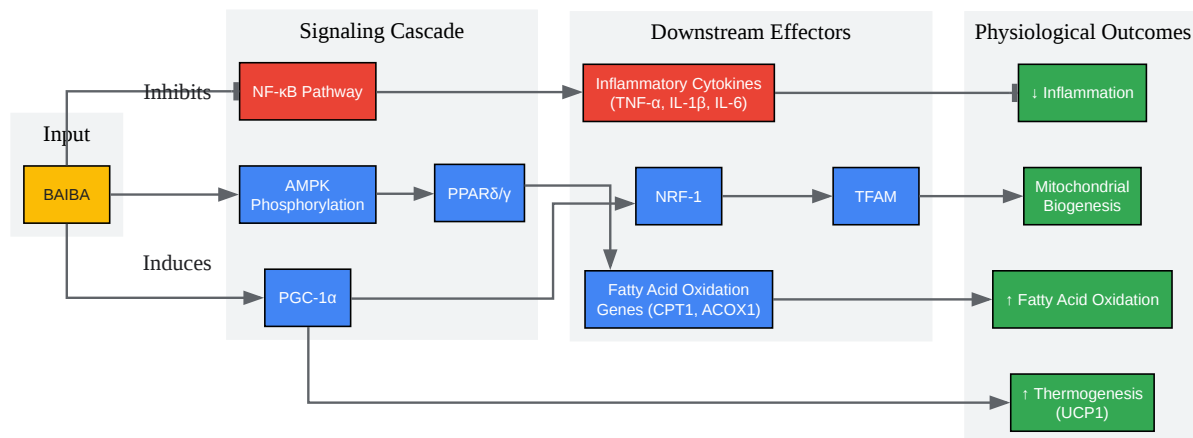 Signaling Cascade
Downstream Effectors
Physiological Outcomes
Inhibits
NF-κB Pathway
Inflammatory Cytokines
(TNF-α, IL-1β, IL-6)
↓ Inflammation
Input
BAIBA
AMPK
Phosphorylation
PPARδ/γ
NRF-1
TFAM
Mitochondrial
Biogenesis
Induces
PGC-1α
Fatty Acid Oxidation
Genes (CPT1, ACOX1)
↑ Fatty Acid Oxidation
↑ Thermogenesis
(UCP1)